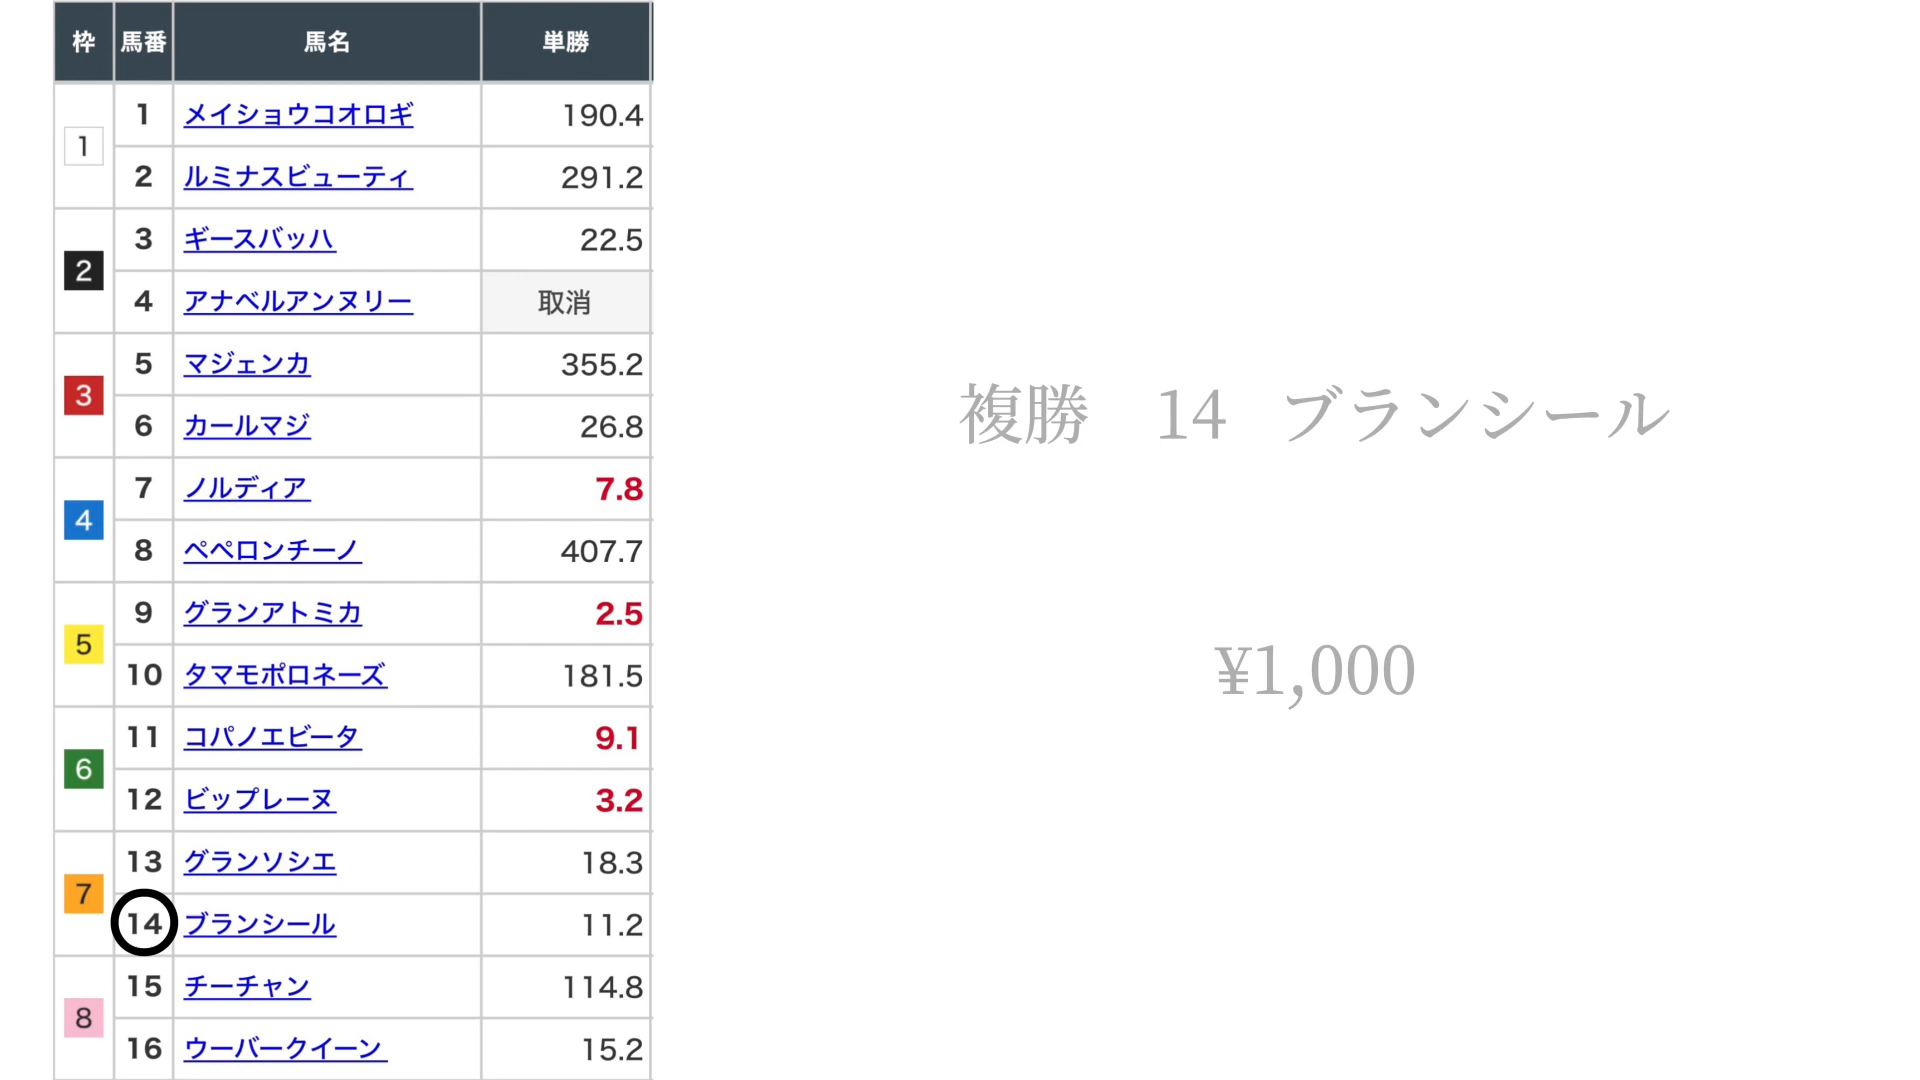 枠 馬番 馬名 単勝
1 1 メイショウコオロギ 190.4
2 ルミナスビューティ 291.2
2 3 ギースバッハ 22.5
4 アナベルアンヌリー 取消
3 5 マジェンカ 355.2
6 カールマジ 26.8
4 7 ノルディア 7.8
8 ペペロンチーノ 407.7
5 9 グランアトミカ 2.5
10 タマモポロネーズ 181.5
6 11 コパノエビータ 9.1
12 ビップレーヌ 3.2
7 13 グランソシエ 18.3
14 ブランシール 11.2
8 15 チーチャン 114.8
16 ウーバークイーン 15.2
複勝 14 ブランシール
¥1,000